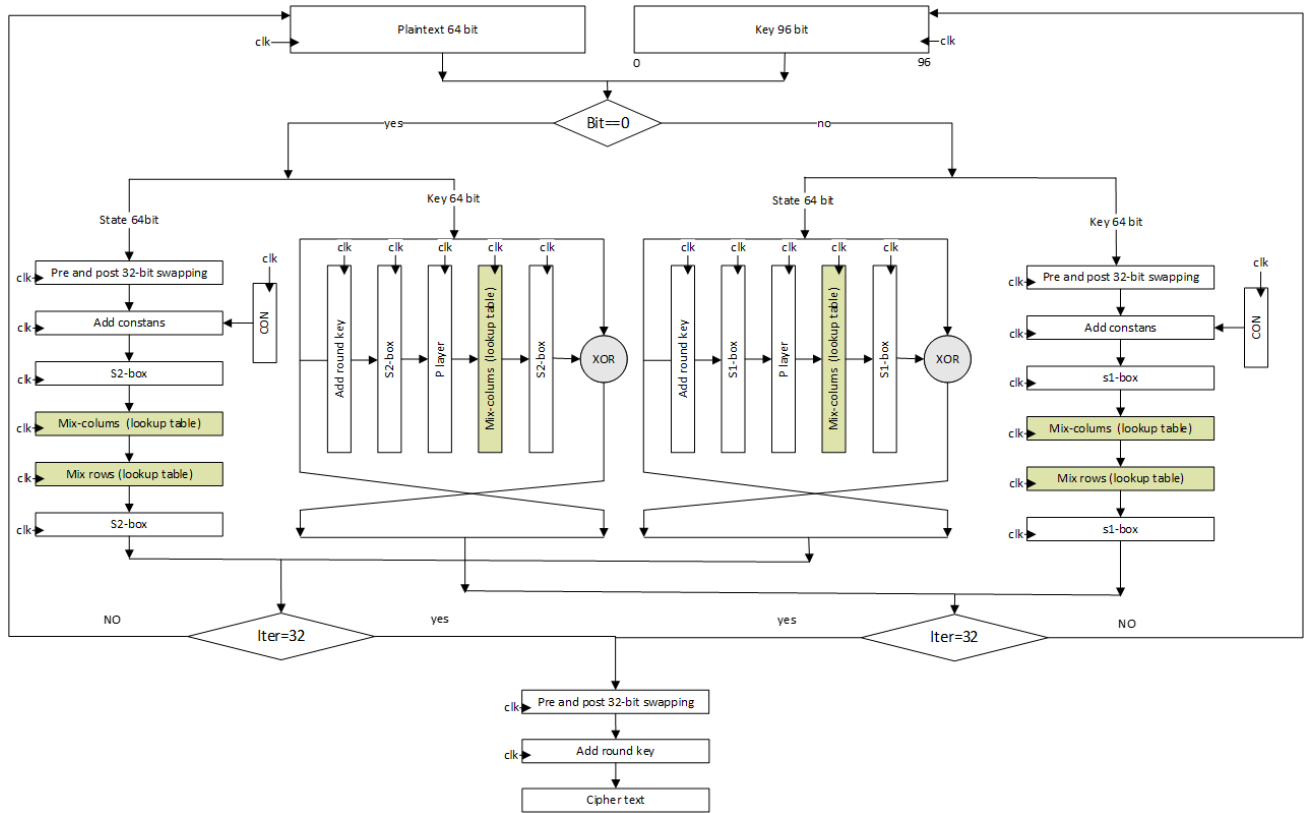 Plaintext 64 bit
clk
Key 96 bit
clk
0
96
Bit==0
yes
no
State 64bit
Key 64 bit
State 64 bit
Key 64 bit
clk
Pre and post 32-bit swapping
clk
Add constans
clk
CON
clk
S2-box
clk
Mix-colums (lookup table)
clk
Mix rows (lookup table)
clk
S2-box
clk
clk
clk
clk
clk
clk
Add round key
S2-box
P layer
Mix-colums (lookup table)
S2-box
XOR
clk
clk
clk
clk
clk
Add round key
S1-box
P layer
Mix-colums (lookup table)
S1-box
XOR
clk
Pre and post 32-bit swapping
clk
Add constans
clk
CON
clk
s1-box
clk
Mix-colums (lookup table)
clk
Mix rows (lookup table)
clk
s1-box
clk
NO
Iter=32
yes
yes
Iter=32
NO
clk
Pre and post 32-bit swapping
clk
Add round key
Cipher text